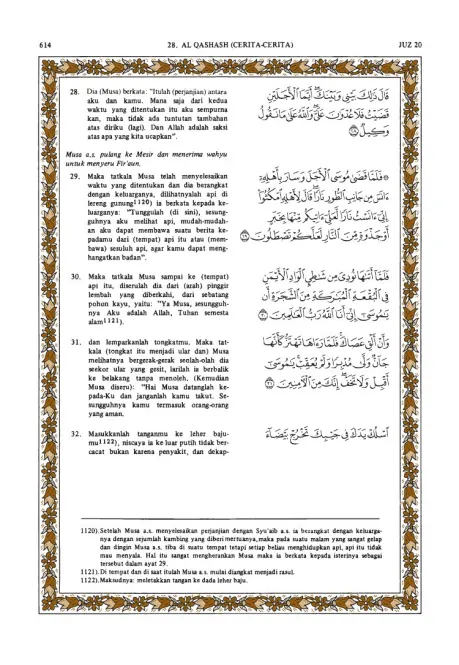 614
28. AL QASHASH (CERITA-CERITA)
JUZ 20
28. Dia (Musa) berkata: "Itulah (perjanjian) antara
aku dan kamu. Mana saja dari kedua
waktu yang ditentukan itu aku sempurna
kan, maka tidak ada tuntutan tambahan
atas diriku (lagi). Dan Allah adalah saksi
atas apa yang kita ucapkan".
قَالَ ذَٰلِكَ بَيْنِي وَبَيْنَكَ أَيَّمَا الْأَجَلَيْنِ
قَضَيْتُ فَلَا عُدْوَانَ عَلَيَّ وَاللَّهُ عَلَىٰ مَا نَقُولُ
وَكِيلٌ ٢٨
Musa a.s. pulang ke Mesir dan menerima wahyu
untuk menyeru Fir'aun.
29. Maka tatkala Musa telah menyelesaikan
waktu yang ditentukan dan dia berangkat
dengan keluarganya, dilihatnyalah api di
lereng gunung1120) ia berkata kepada ke-
luarganya: "Tunggulah (di sini), sesung-
guhnya aku melihat api, mudah-mudah-
an aku dapat membawa suatu berita ke-
padamu dari (tempat) api itu atau (mem-
bawa) sesuluh api, agar kamu dapat meng-
hangatkan badan".
فَلَمَّا قَضَىٰ مُوسَى الْأَجَلَ وَسَارَ بِأَهْلِهِ
ءَانَسَ مِن جَانِبِ الطُّورِ نَارًا قَالَ لِأَهْلِهِ امْكُثُوا
إِنِّي ءَانَسْتُ نَارًا لَّعَلِّي ءَاتِيكُم مِّنْهَا بِخَبَرٍ
أَوْ جَذْوَةٍ مِّنَ النَّارِ لَعَلَّكُمْ تَصْطَلُونَ ٢٩
30. Maka tatkala Musa sampai ke (tempat)
api itu, diserulah dia dari (arah) pinggir
lembah yang diberkahi, dari sebatang
pohon kayu, yaitu: "Ya Musa, sesungguh-
nya Aku adalah Allah, Tuhan semesta
alam1121).
فَلَمَّا أَتَاهَا نُودِيَ مِن شَاطِئِ الْوَادِ الْأَيْمَنِ
فِي الْبُقْعَةِ الْمُبَارَكَةِ مِنَ الشَّجَرَةِ أَن
يَامُوسَىٰ إِنِّي أَنَا اللَّهُ رَبُّ الْعَالَمِينَ ٣٠
31. dan lemparkanlah tongkatmu. Maka tat-
kala (tongkat itu menjadi ular dan) Musa
melihatnya bergerak-gerak seolah-olah dia
seekor ular yang gesit, larilah ia berbalik
ke belakang tanpa menoleh. (Kemudian
Musa diseru): "Hai Musa datanglah ke-
pada-Ku dan janganlah kamu takut. Se-
sungguhnya kamu termasuk orang-orang
yang aman.
وَأَنْ أَلْقِ عَصَاكَ فَلَمَّا رَءَاهَا تَهْتَزُّ كَأَنَّهَا
جَانٌّ وَلَّىٰ مُدْبِرًا وَلَمْ يُعَقِّبْ يَامُوسَىٰ
أَقْبِلْ وَلَا تَخَفْ إِنَّكَ مِنَ الْآمِنِينَ ٣١
32. Masukkanlah tanganmu ke leher baju-
mu1122), niscaya ia ke luar putih tidak ber-
cacat bukan karena penyakit, dan dekap-
اسْلُكْ يَدَكَ فِي جَيْبِكَ تَخْرُجْ بَيْضَاءَ
1120).Setelah Musa a.s. menyelesaikan perjanjian dengan Syu'aib a.s. ia berangkat dengan keluarga-
nya dengan sejumlah kambing yang diberi mertuanya,maka pada suatu malam yang sangat gelap
dan dingin Musa a.s. tiba di suatu tempat tetapi setiap beliau menghidupkan api, api itu tidak
mau menyala. Hal itu sangat mengherankan Musa maka ia berkata kepada isterinya sebagai
tersebut dalam ayat 29.
1121).Di tempat dan di saat itulah Musa a.s. mulai diangkat menjadi rasul.
1122).Maksudnya: meletakkan tangan ke dada leher baju.